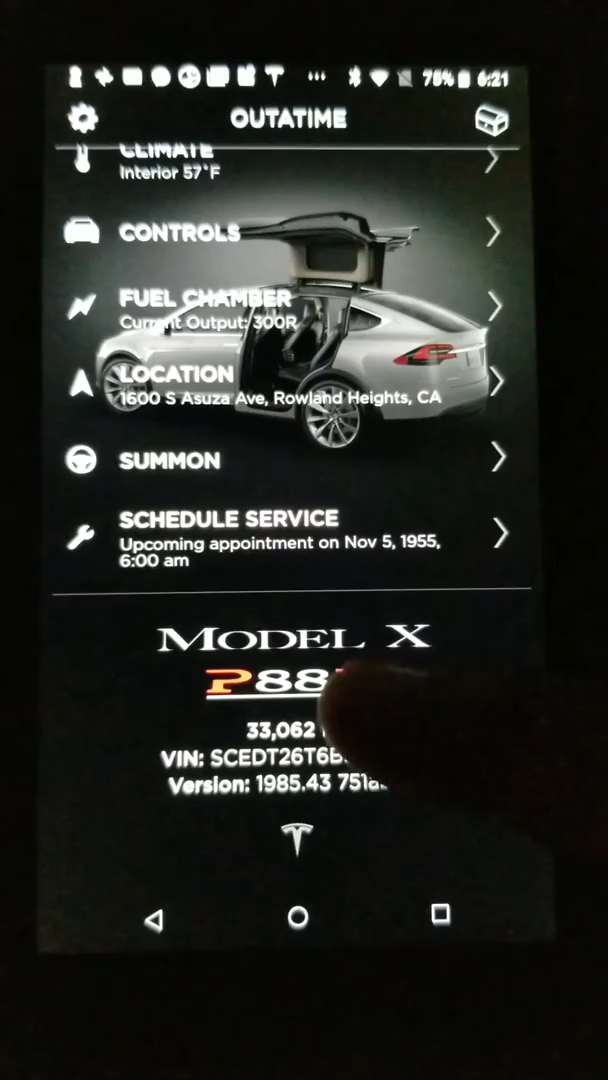 75% 6:21
OUTATIME
CLIMATE
Interior 57°F
CONTROLS
FUEL CHAMBER
Current Output: 300R
LOCATION
1600 S Asuza Ave, Rowland Heights, CA
SUMMON
SCHEDULE SERVICE
Upcoming appointment on Nov 5, 1955,
6:00 am
MODEL X
P88
33,062
VIN:
Version: 1985.43